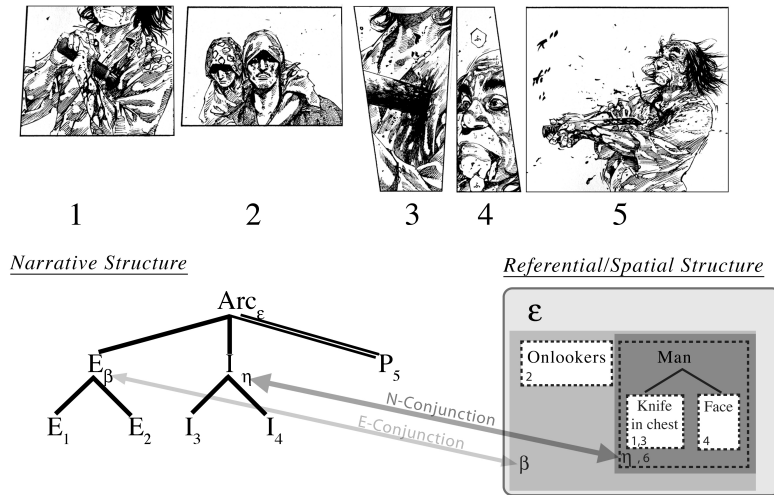 1 2 3 4 5
Narrative Structure
Referential/Spatial Structure
Arcε
ε
Eβ I η P5
Onlookers
2
Man
N-Conjunction
E-Conjunction
Knife
in chest
1,3
Face
4
E1 E2 I3 I4
β
η , 6